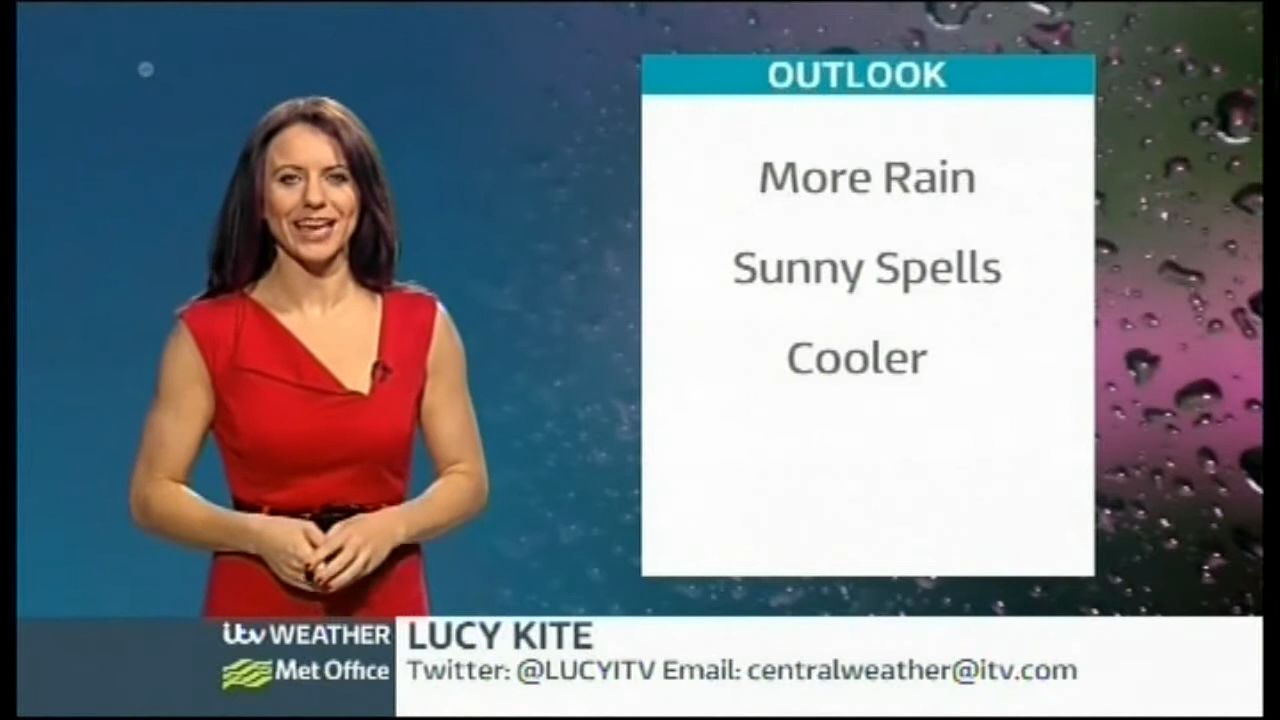 OUTLOOK
More Rain
Sunny Spells
Cooler
itv WEATHER
Met Office
LUCY KITE
Twitter: @LUCYITV Email: centralweather@itv.com